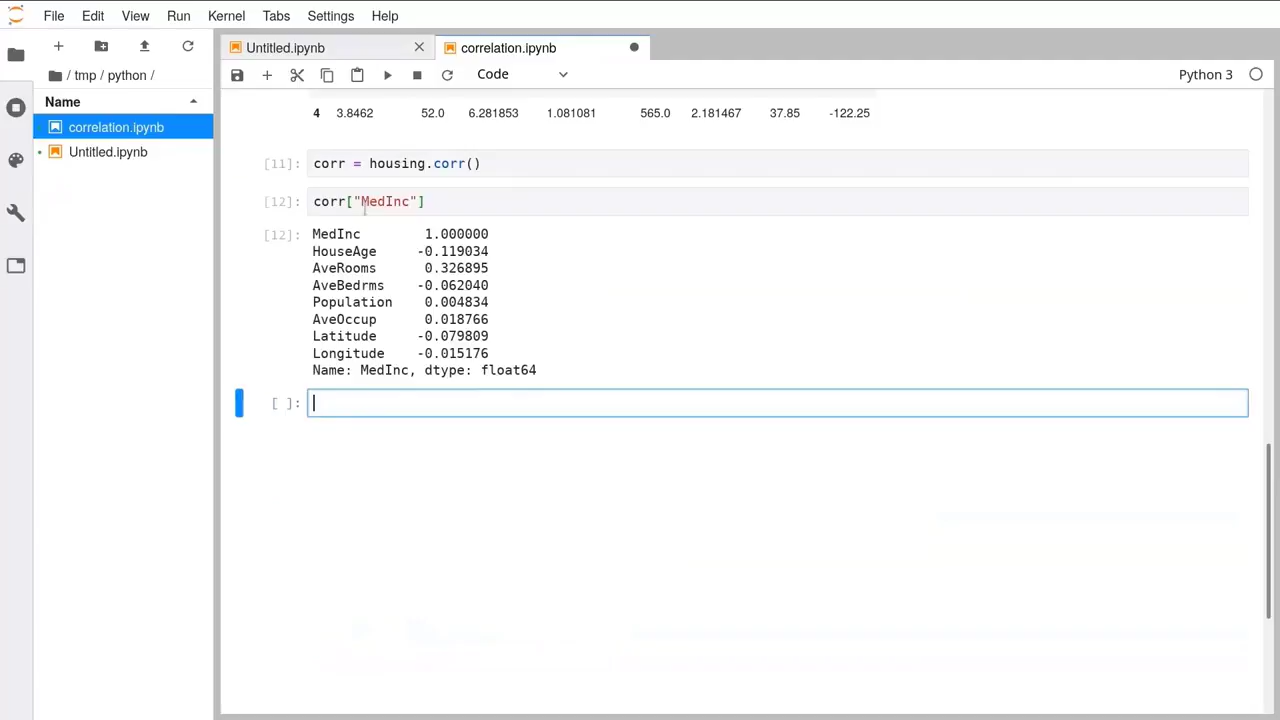 File Edit View Run Kernel Tabs Settings Help
/ tmp / python /
Name
correlation.ipynb
Untitled.ipynb
Untitled.ipynb
correlation.ipynb
Code
Python 3
4 3.8462 52.0 6.281853 1.081081 565.0 2.181467 37.85 -122.25
[11]: corr = housing.corr()
[12]: corr["MedInc"]
[12]: MedInc 1.000000
HouseAge -0.119034
AveRooms 0.326895
AveBedrms -0.062040
Population 0.004834
AveOccup 0.018766
Latitude -0.079809
Longitude -0.015176
Name: MedInc, dtype: float64
[ ]: